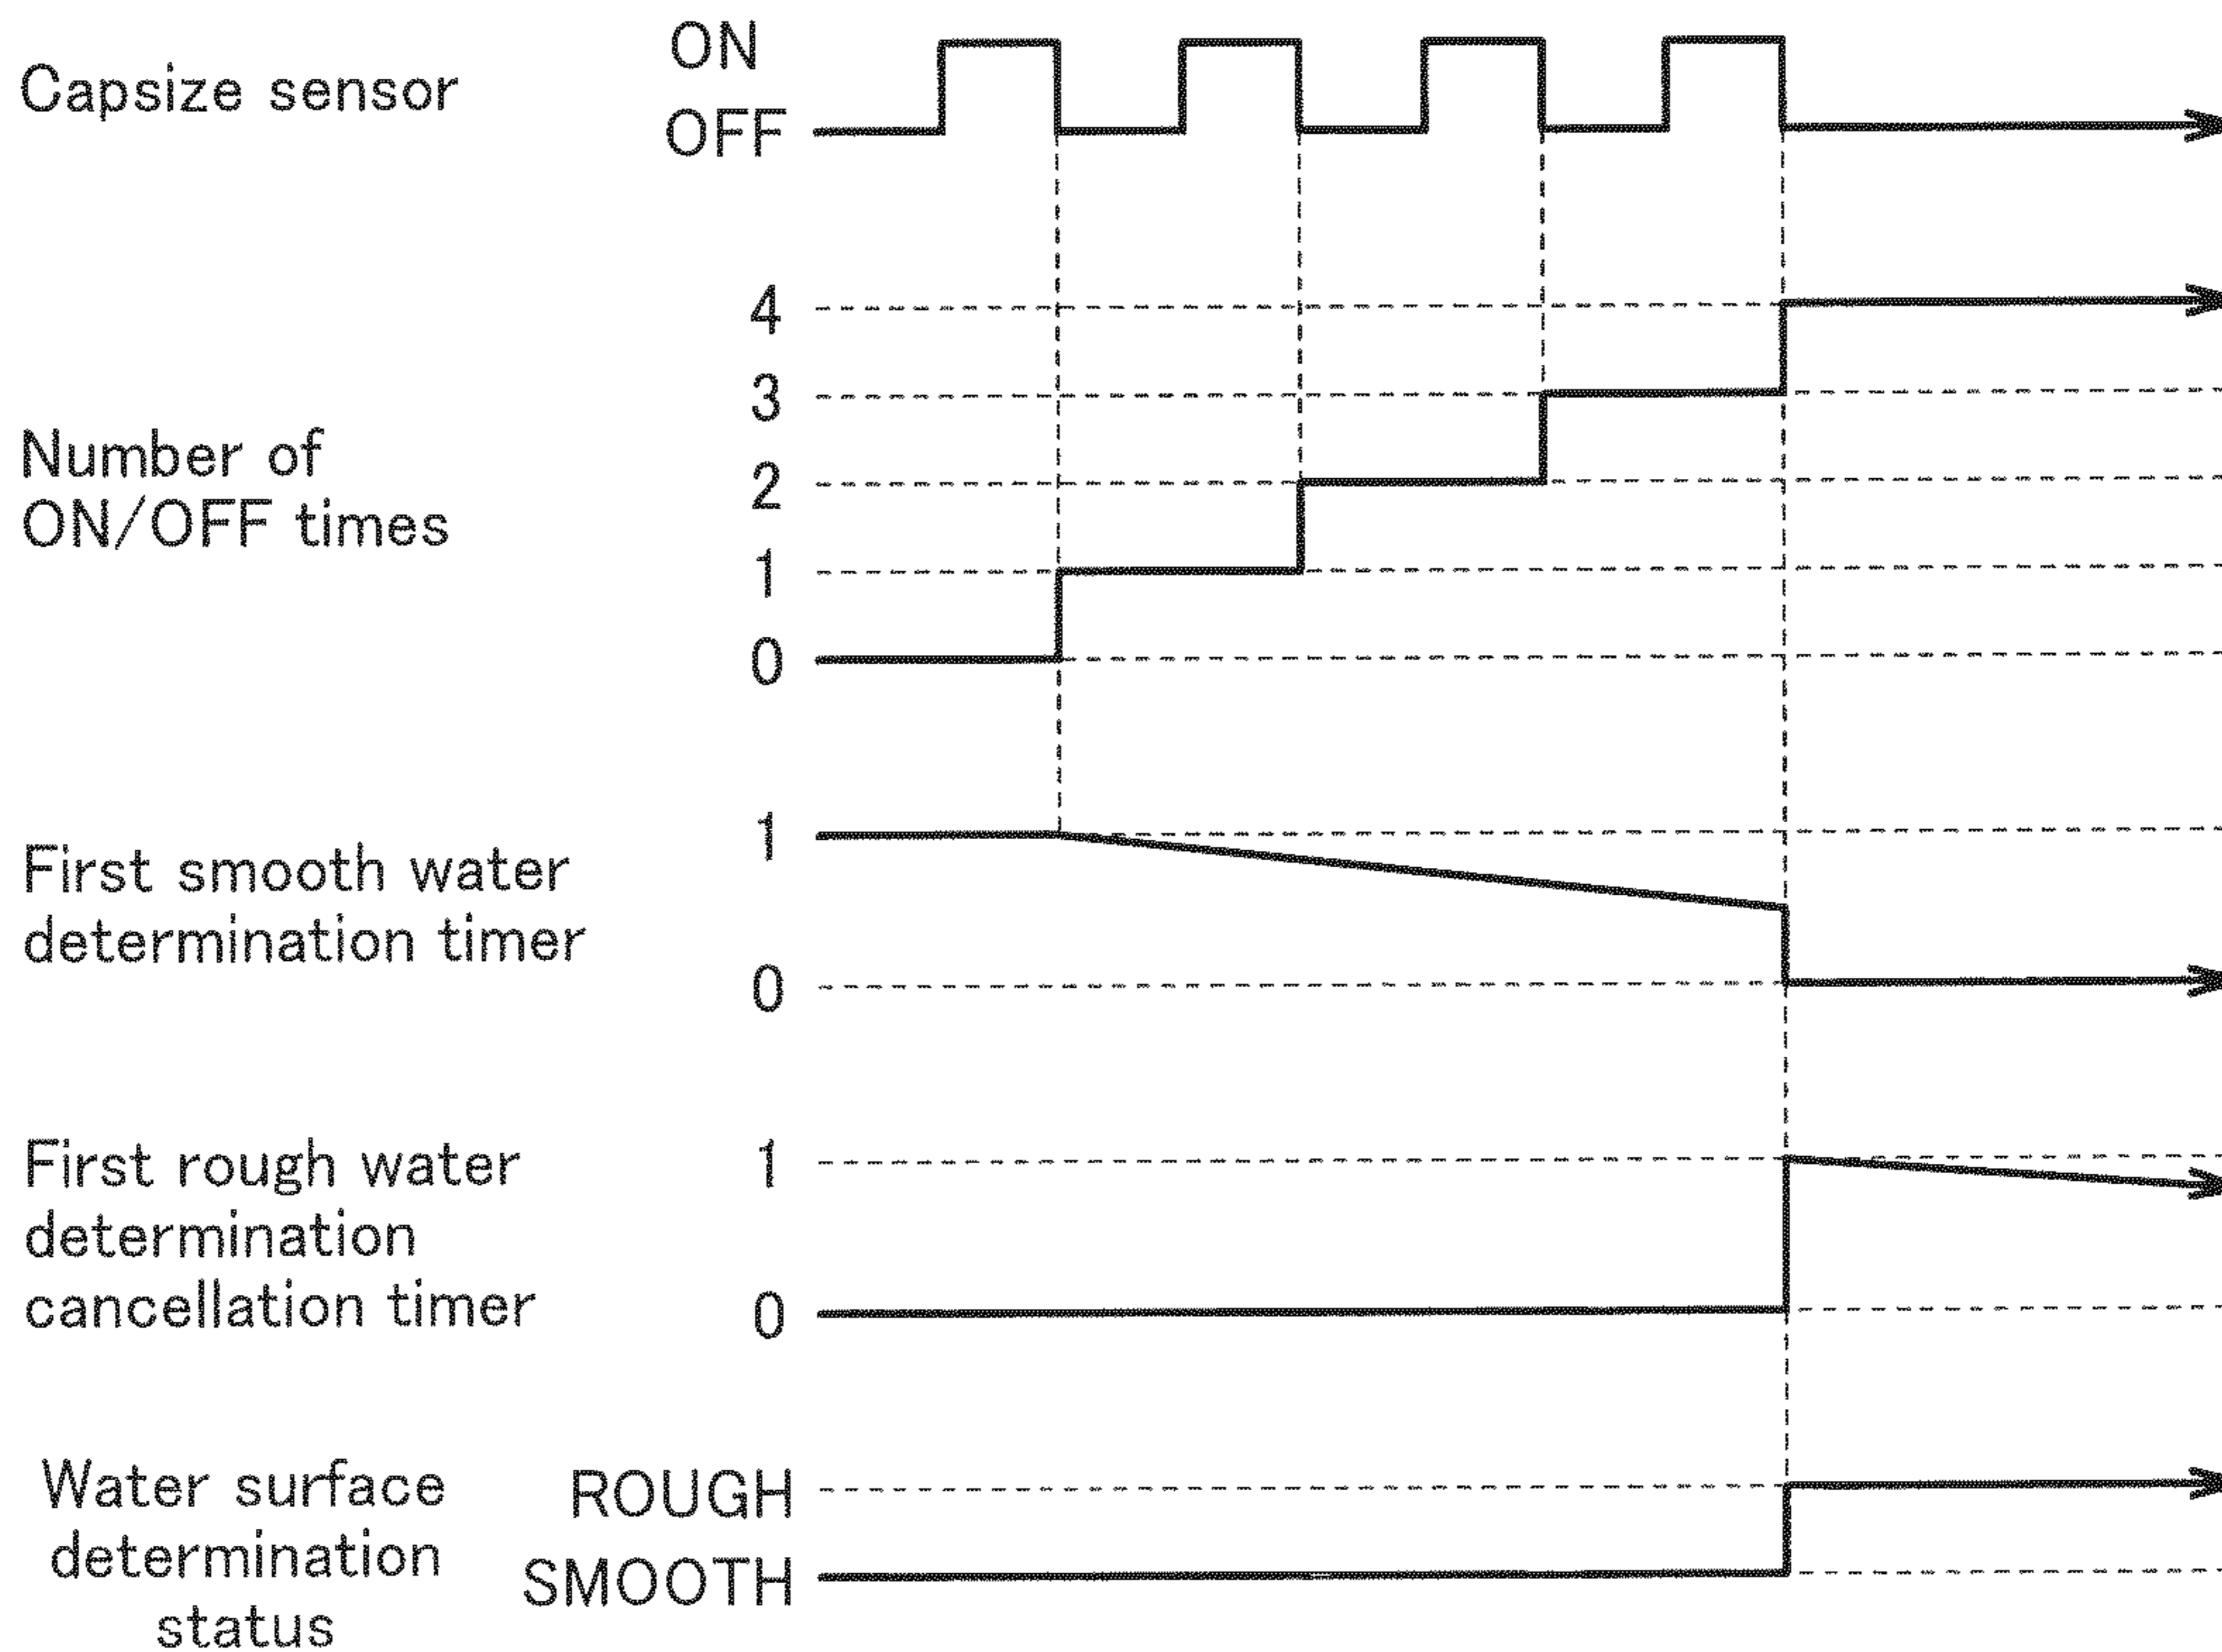 ON
Capsize sensor
OFF
4
3
Number of
ON/OFF times
2
1
0
1
First smooth water
determination timer
0
First rough water
determination
cancellation timer
1
0
Water surface
determination
status
ROUGH
SMOOTH